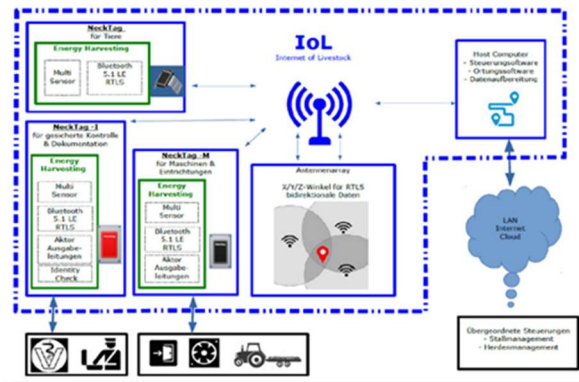 NeckTag
für Tiere
Energy Harvesting
Multi
Sensor
Bluetooth
5.1 LE
RTLS
IoL
Internet of Livestock
Host Computer
- Steuerungssoftware
- Ortungssoftware
- Datenaufbereitung
NeckTag -I
für gesicherte Kontrolle
& Dokumentation
Energy
Harvesting
Multi
Sensor
Bluetooth
5.1 LE
RTLS
Aktor
Ausgabe-
leitungen
Identity
Check
NeckTag -M
für Maschinen &
Einrichtungen
Energy
Harvesting
Multi
Sensor
Bluetooth
5.1 LE
RTLS
Aktor
Ausgabe-
leitungen
Antennenarray
X/Y/Z-Winkel für RTLS
bidirektionale Daten
LAN
Internet
Cloud
Übergeordnete Steuerungen
- Stallmanagement
- Herdenmanagement